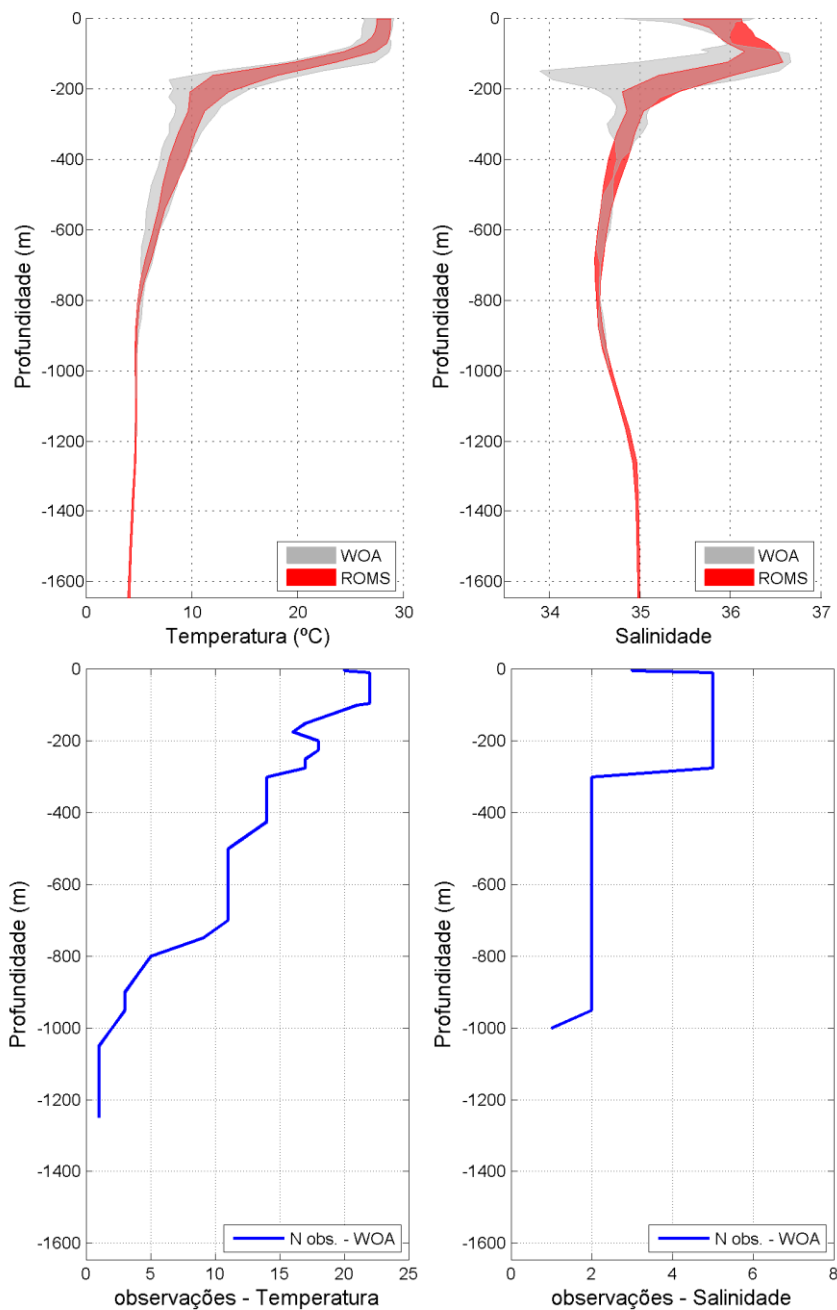 0
-200
-400
-600
-800
-1000
-1200
-1400
-1600
Profundidade (m)
WOA
ROMS
0 10 20 30
Temperatura (ºC)
0
-200
-400
-600
-800
-1000
-1200
-1400
-1600
Profundidade (m)
WOA
ROMS
34 35 36 37
Salinidade
0
-200
-400
-600
-800
-1000
-1200
-1400
-1600
Profundidade (m)
N obs. - WOA
0 5 10 15 20 25
observações - Temperatura
0
-200
-400
-600
-800
-1000
-1200
-1400
-1600
Profundidade (m)
N obs. - WOA
0 2 4 6 8
observações - Salinidade